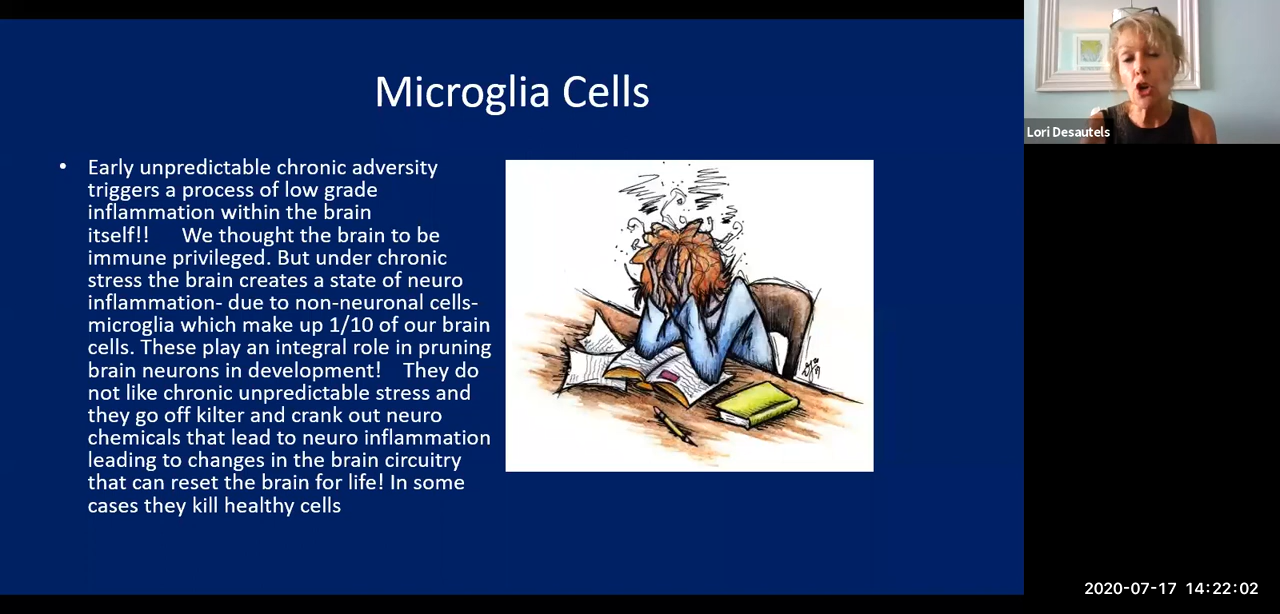 Microglia Cells
• Early unpredictable chronic adversity
triggers a process of low grade
inflammation within the brain
itself!! We thought the brain to be
immune privileged. But under chronic
stress the brain creates a state of neuro
inflammation- due to non-neuronal cells-
microglia which make up 1/10 of our brain
cells. These play an integral role in pruning
brain neurons in development! They do
not like chronic unpredictable stress and
they go off kilter and crank out neuro
chemicals that lead to neuro inflammation
leading to changes in the brain circuitry
that can reset the brain for life! In some
cases they kill healthy cells
Lori Desautels
2020-07-17 14:22:02